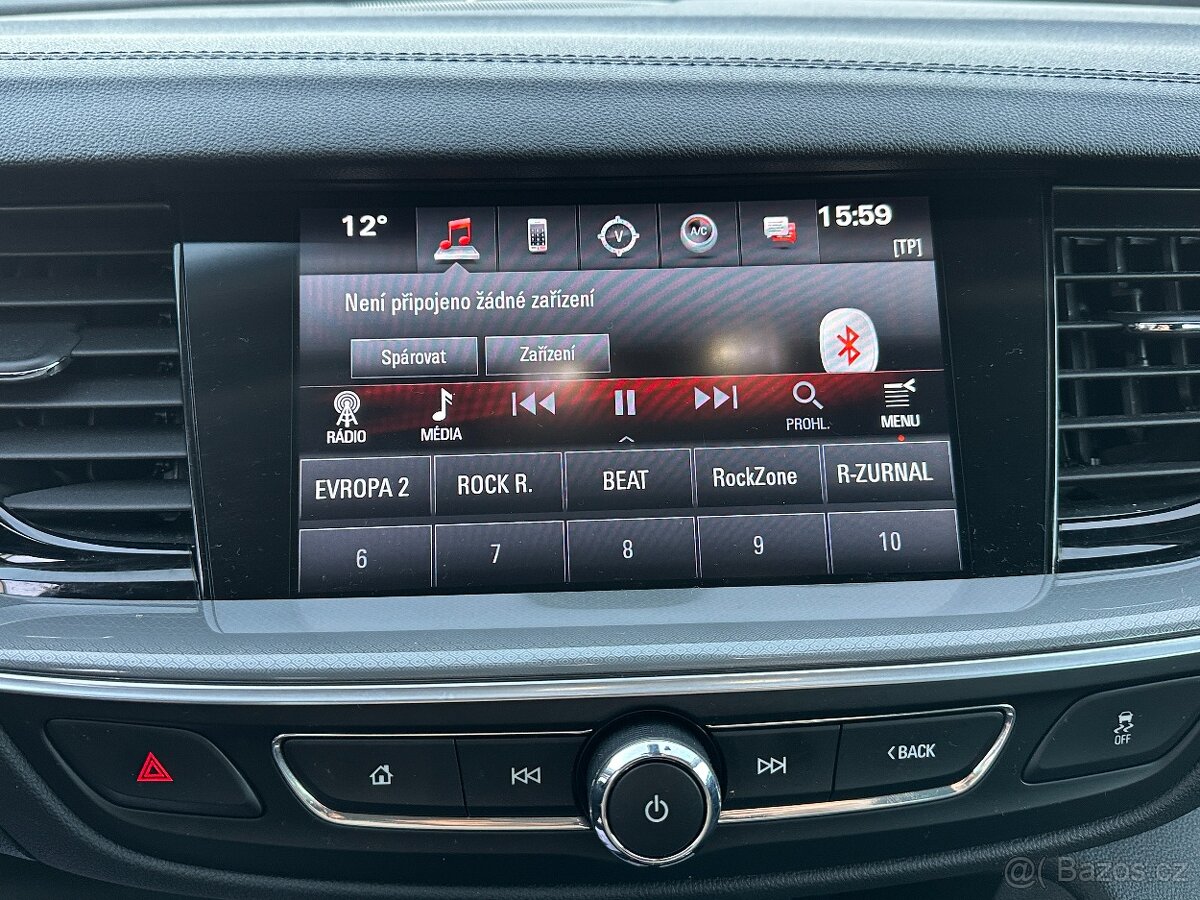 12°
V
A/C
15:59
[TP]
Není připojeno žádné zařízení
Spárovat
Zařízení
RÁDIO
MÉDIA
PROHL.
MENU
EVROPA 2
ROCK R.
BEAT
RockZone
R-ZURNAL
6
7
8
9
10
BACK
OFF
@( Bazos.cz